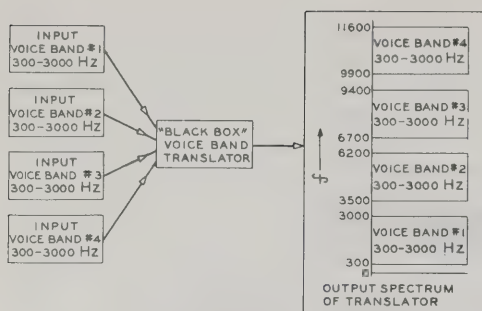 INPUT
VOICE BAND #1
300-3000 Hz
INPUT
VOICE BAND #2
300-3000 Hz
INPUT
VOICE BAND #3
300-3000 Hz
INPUT
VOICE BAND #4
300-3000 Hz
"BLACK BOX"
VOICE BAND
TRANSLATOR
f
11600
VOICE BAND #4
300-3000 Hz
9900
9400
VOICE BAND #3
300-3000 Hz
6700
6200
VOICE BAND #2
300-3000 Hz
3500
3000
VOICE BAND #1
300-3000 Hz
300
0
OUTPUT SPECTRUM
OF TRANSLATOR